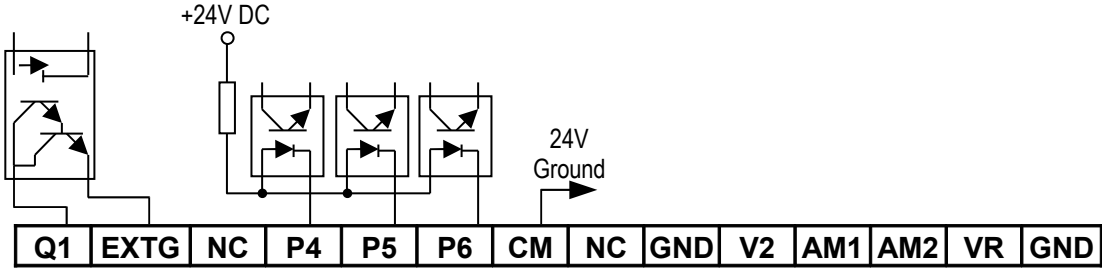 +24V DC
24V
Ground
Q1 EXTG NC P4 P5 P6 CM NC GND V2 AM1 AM2 VR GND